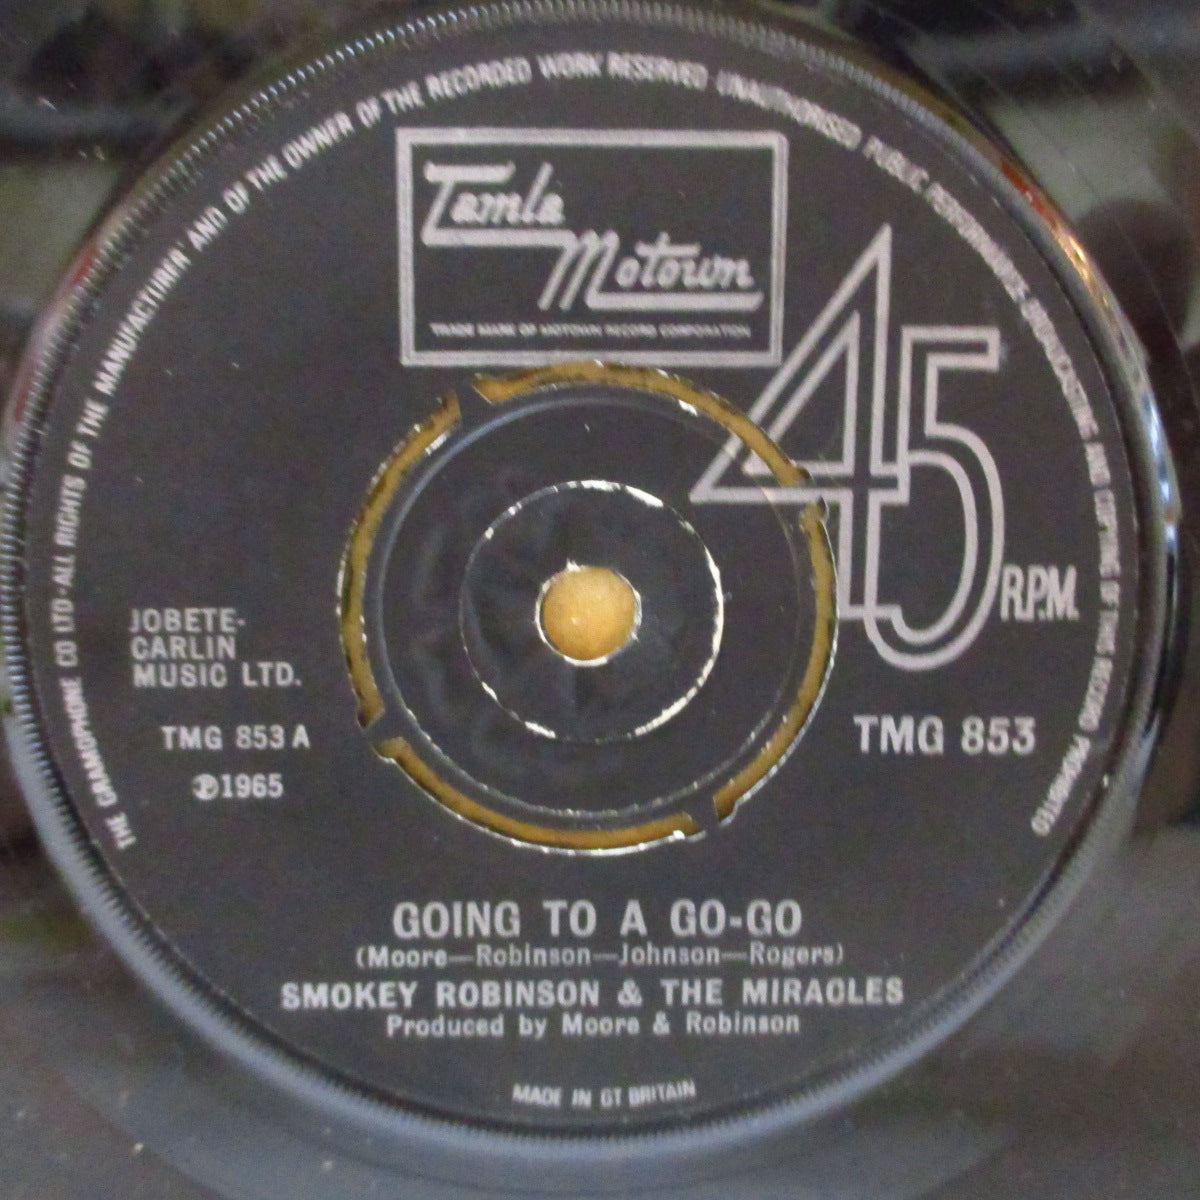 THE GRAMOPHONE CO LTD-ALL RIGHTS OF THE MANUFACTURER AND OF THE OWNER OF THE RECORDED WORK RESERVED UNAUTHORISED PUBLIC PERFORMANCE BROADCASTING AND COPYING OF THIS RECORD PROHIBITED
Tamla
Motown
TRADE MARK OF MOTOWN RECORD CORPORATION
45
R.P.M.
JOBETE-
CARLIN
MUSIC LTD.
TMG 853 A
℗1965
TMG 853
GOING TO A GO-GO
(Moore—Robinson—Johnson—Rogers)
SMOKEY ROBINSON & THE MIRACLES
Produced by Moore & Robinson
MADE IN GT BRITAIN